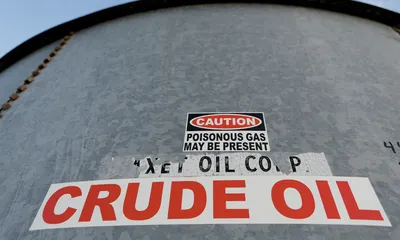 CAUTION
POISONOUS GAS
MAY BE PRESENT
OIL CORP.
CRUDE OIL